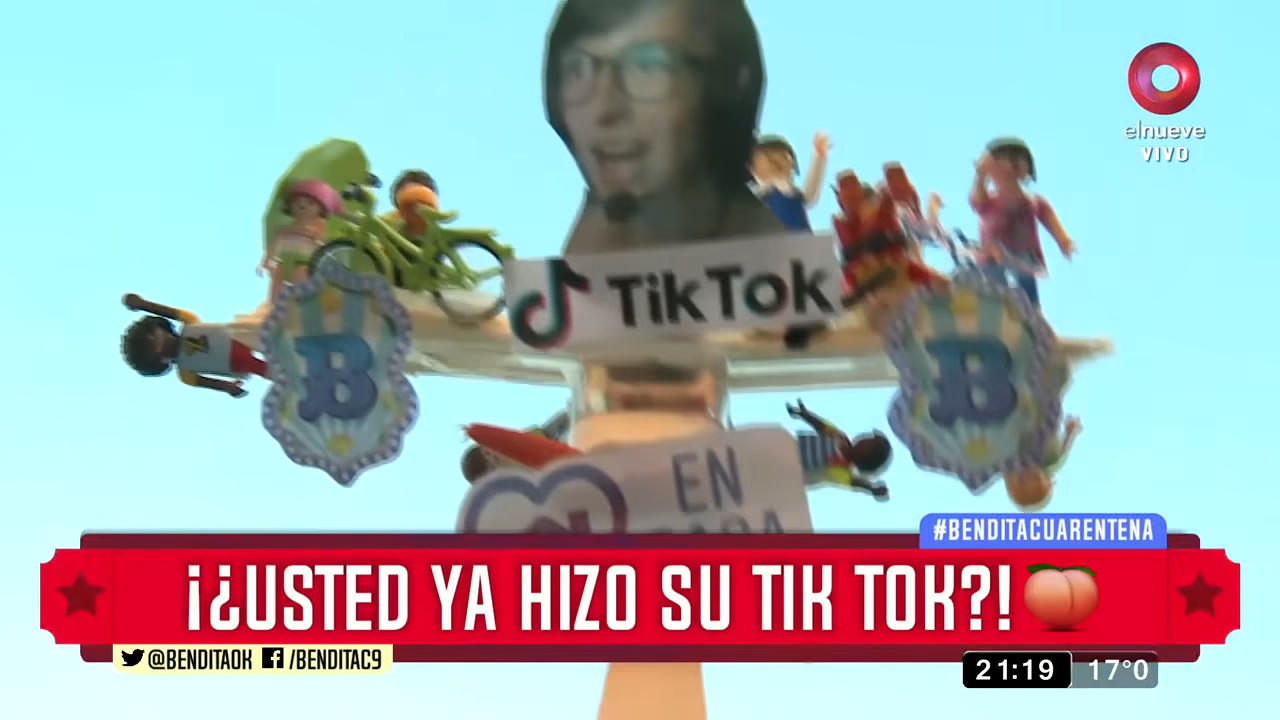 elnueve
VIVO
TikTok
B
B
EN
#BENDITACUARENTENA
¡¿USTED YA HIZO SU TIK TOK?!
@BENDITAOK /BENDITAC9
21:19 17°0